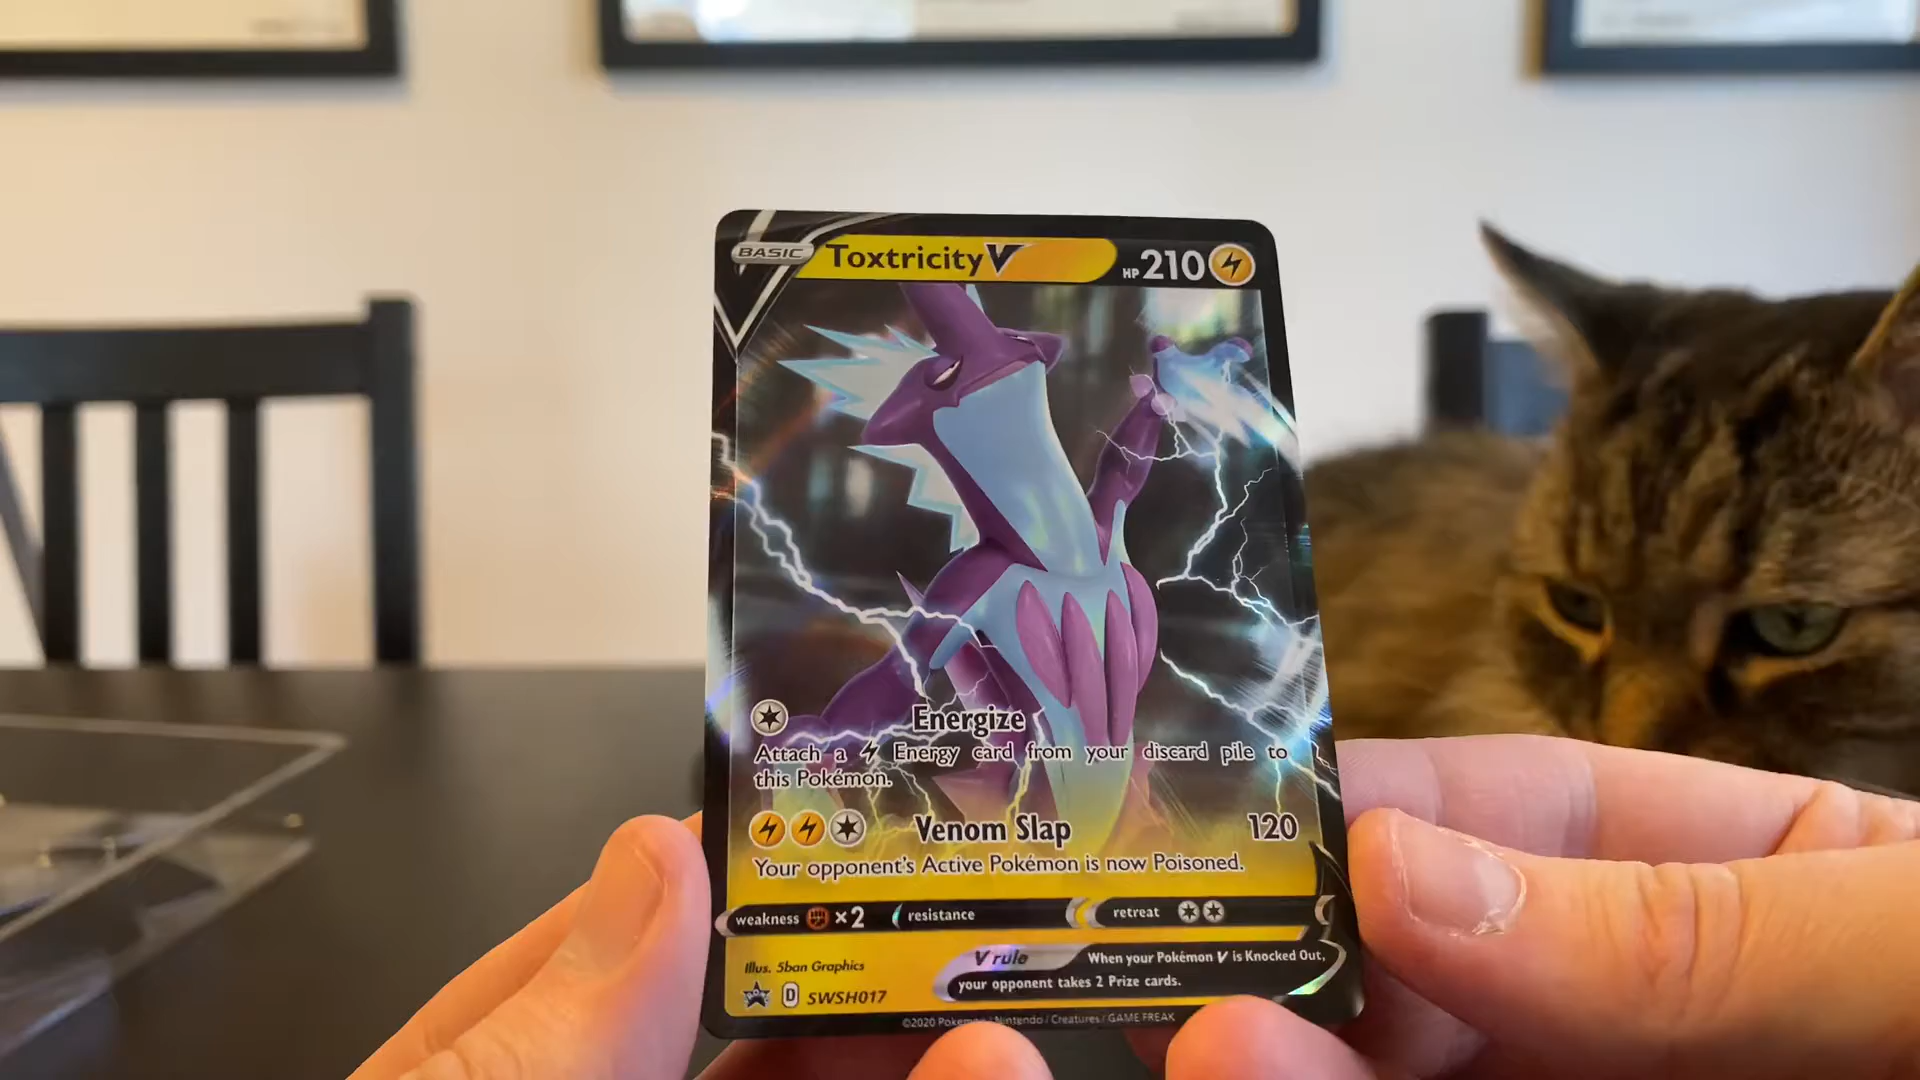 BASIC Toxtricity V HP 210
Energize
Attach a Energy card from your discard pile to
this Pokémon.
Venom Slap 120
Your opponent's Active Pokémon is now Poisoned.
weakness ×2 resistance retreat
Illus. 5ban Graphics
V rule When your Pokémon V is Knocked Out,
your opponent takes 2 Prize cards.
D SWSH017
©2020 Pokémon / Nintendo / Creatures / GAME FREAK